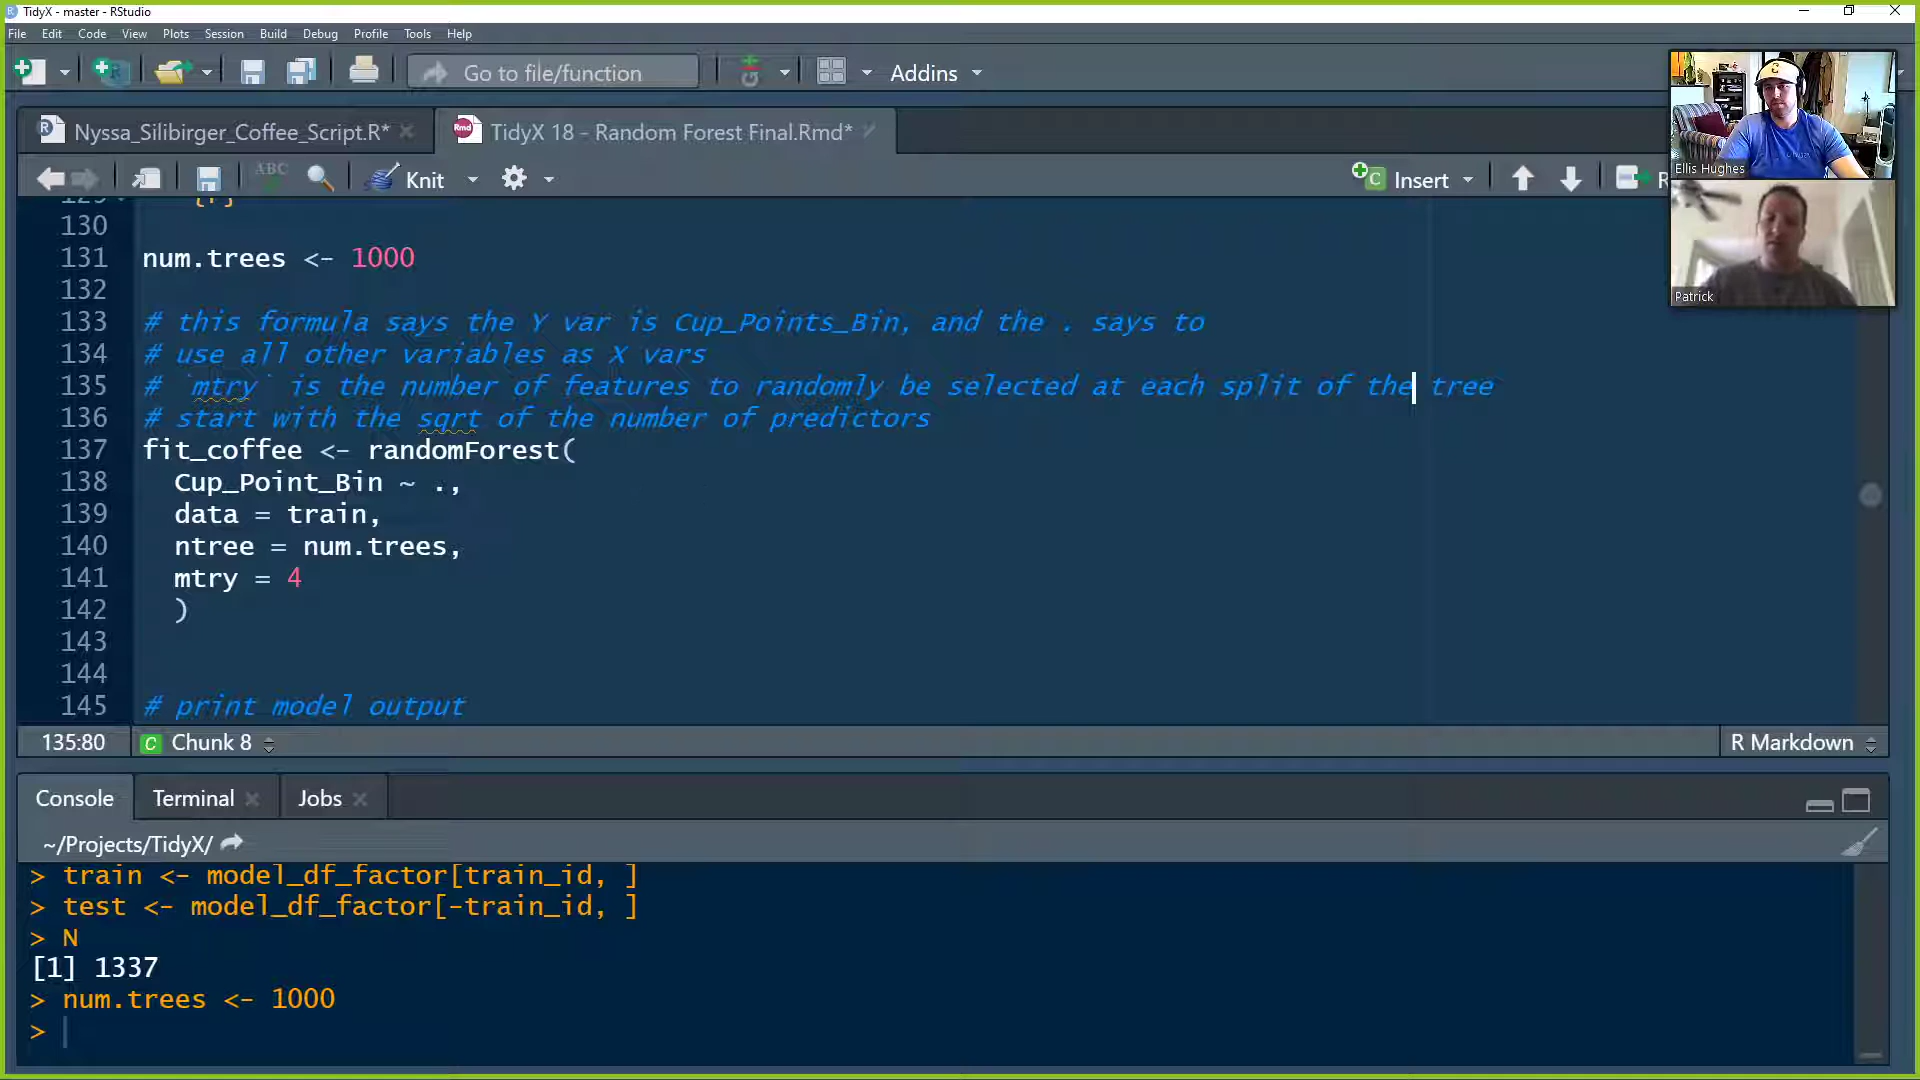 TidyX - master - RStudio
File Edit Code View Plots Session Build Debug Profile Tools Help
Go to file/function
Addins
Nyssa_Silibirger_Coffee_Script.R*
TidyX 18 - Random Forest Final.Rmd*
ABC
Knit
Insert
R
Ellis Hughes
Patrick
130
131 num.trees <- 1000
132
133 # this formula says the Y var is Cup_Points_Bin, and the . says to
134 # use all other variables as X vars
135 # `mtry` is the number of features to randomly be selected at each split of the tree
136 # start with the sqrt of the number of predictors
137 fit_coffee <- randomForest(
138 Cup_Point_Bin ~ .,
139 data = train,
140 ntree = num.trees,
141 mtry = 4
142 )
143
144
145 # print model output
135:80 C Chunk 8 R Markdown
Console Terminal Jobs
~/Projects/TidyX/
> train <- model_df_factor[train_id, ]
> test <- model_df_factor[-train_id, ]
> N
[1] 1337
> num.trees <- 1000
>